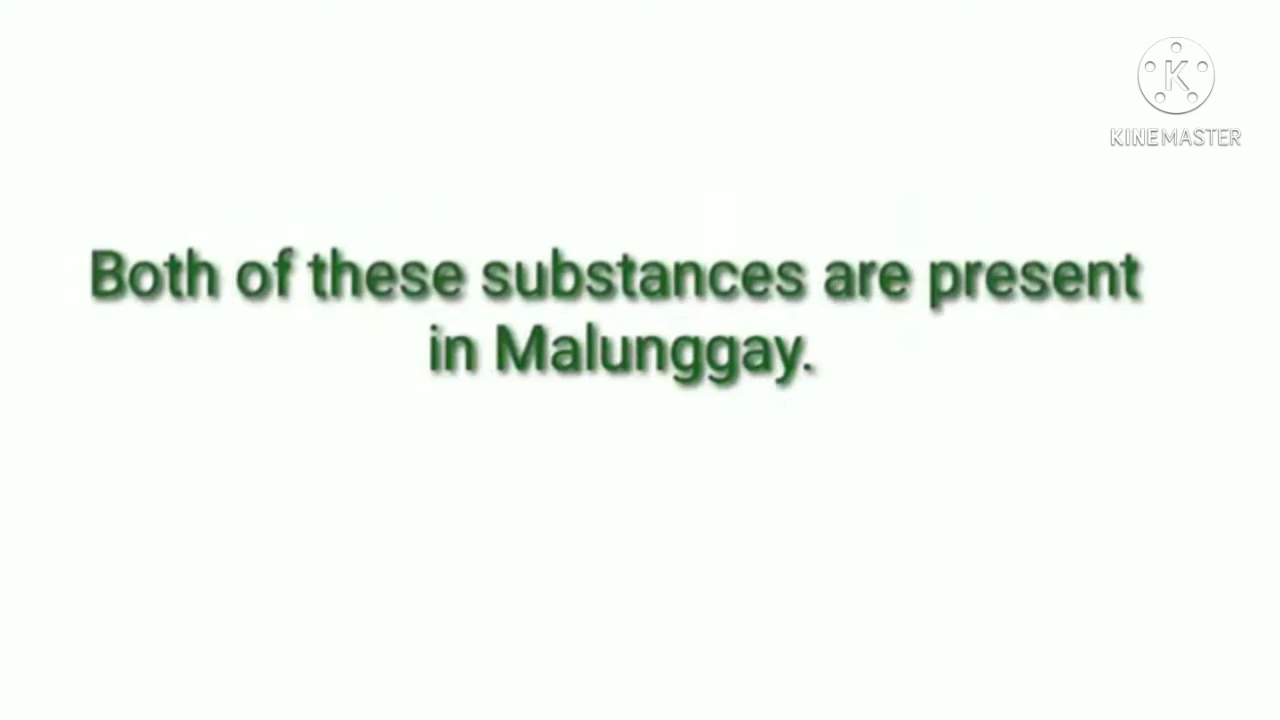 K
KINEMASTER
Both of these substances are present
in Malunggay.